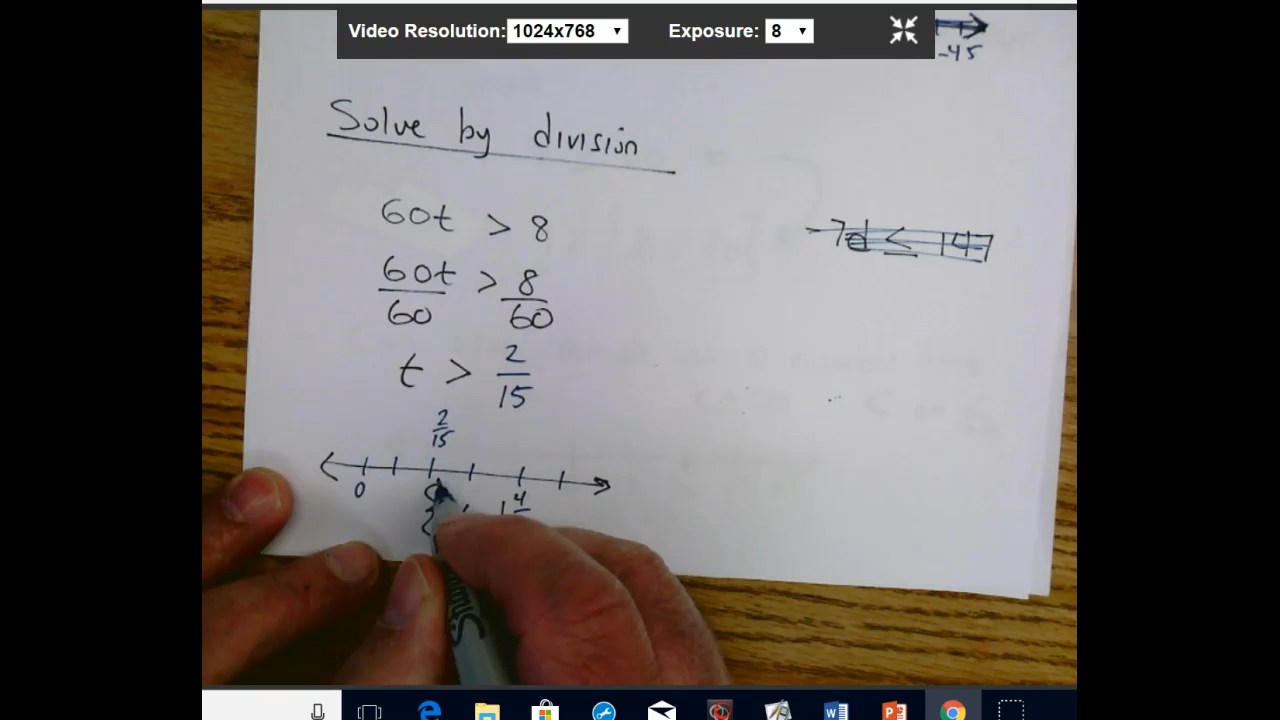 Video Resolution: 1024x768 Exposure: 8
-45
Solve by division
60t > 8
60t/60 > 8/60
t > 2/15
2/15
0
4
-7d ≤ 147